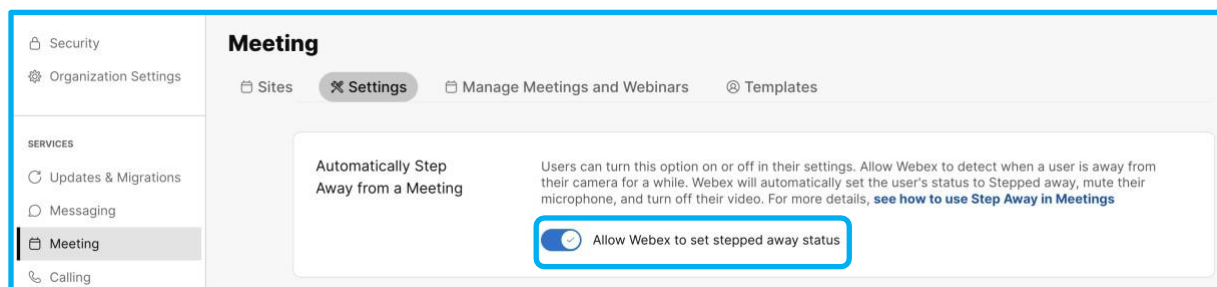 Security
Organization Settings
SERVICES
Updates & Migrations
Messaging
Meeting
Calling
Meeting
Sites
Settings
Manage Meetings and Webinars
Templates
Automatically Step
Away from a Meeting
Users can turn this option on or off in their settings. Allow Webex to detect when a user is away from
their camera for a while. Webex will automatically set the user's status to Stepped away, mute their
microphone, and turn off their video. For more details, see how to use Step Away in Meetings
Allow Webex to set stepped away status